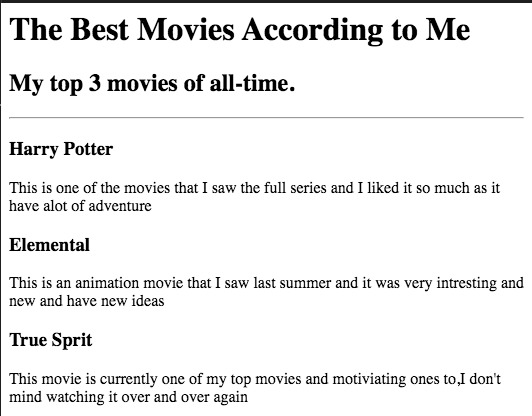 The Best Movies According to Me
My top 3 movies of all-time.
Harry Potter
This is one of the movies that I saw the full series and I liked it so much as it
have alot of adventure
Elemental
This is an animation movie that I saw last summer and it was very intresting and
new and have new ideas
True Sprit
This movie is currently one of my top movies and motiviating ones to,I don't
mind watching it over and over again